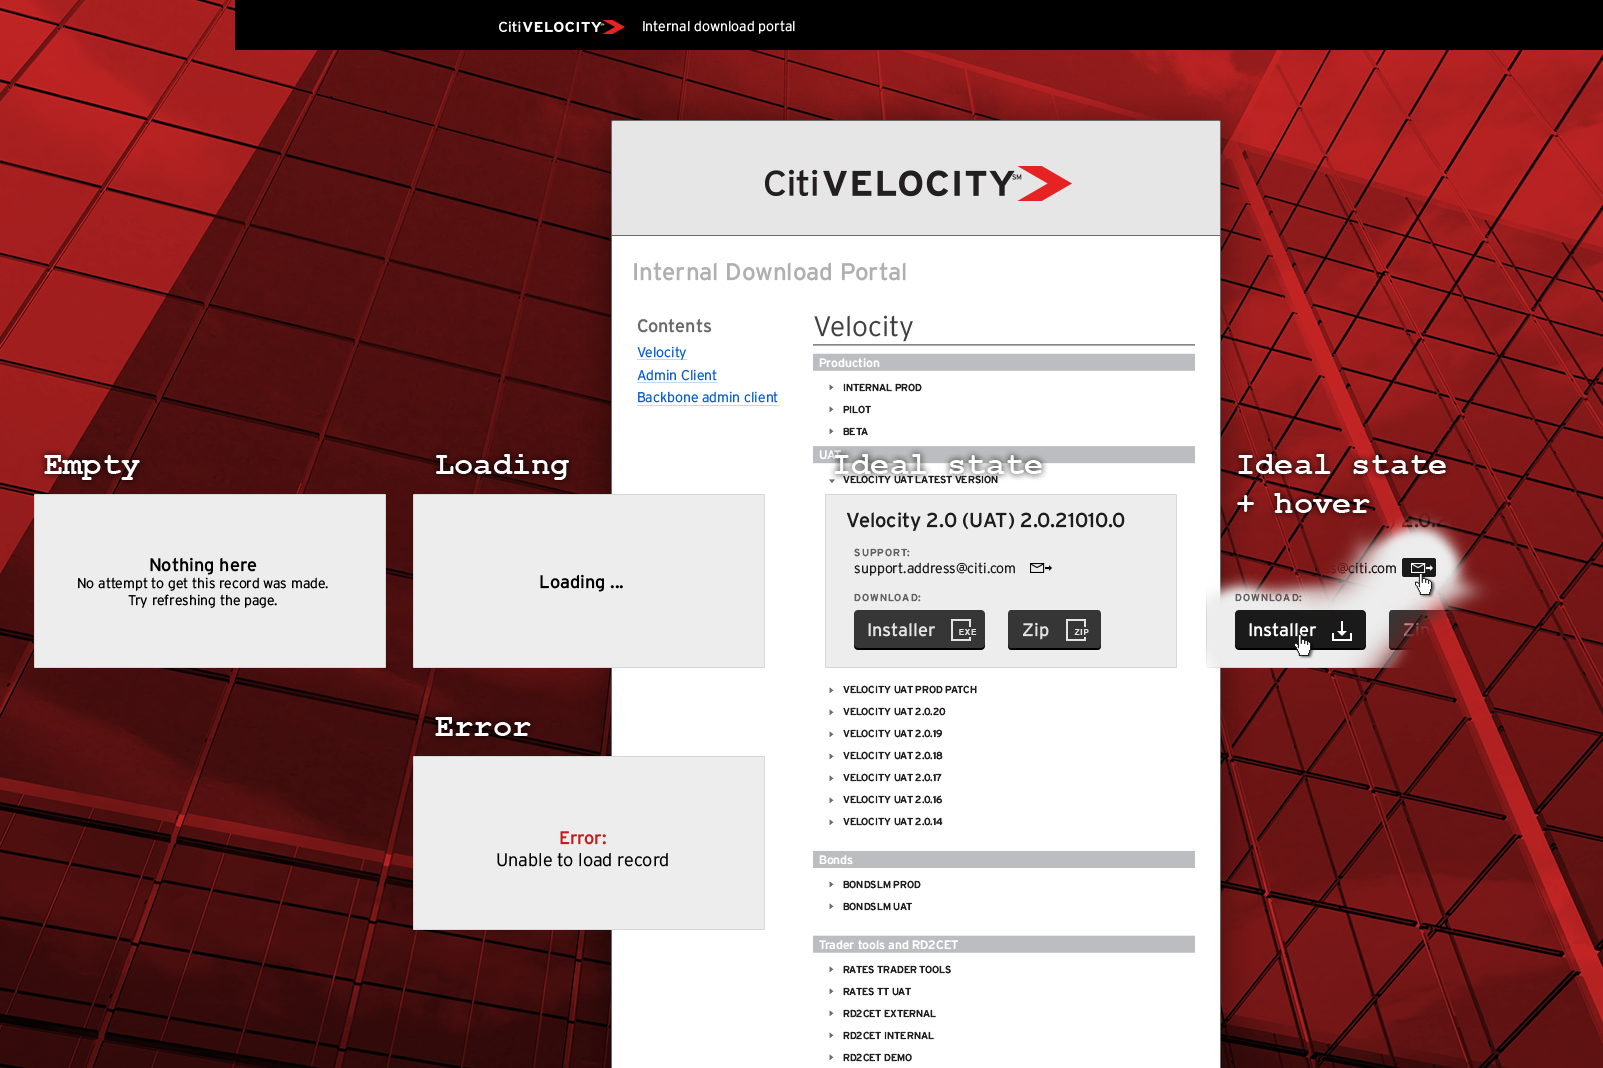 CitiVELOCITY Internal download portal
CitiVELOCITY SM
Internal Download Portal
Contents
Velocity
Admin Client
Backbone admin client
Velocity
Production
INTERNAL PROD
PILOT
BETA
UAT
VELOCITY UAT LATEST VERSION
Empty
Nothing here
No attempt to get this record was made.
Try refreshing the page.
Loading
Loading ...
Ideal state
Velocity 2.0 (UAT) 2.0.21010.0
SUPPORT:
support.address@citi.com
DOWNLOAD:
Installer EXE
Zip ZIP
Ideal state
+ hover
@citi.com
DOWNLOAD:
Installer
Zip
Error
Error:
Unable to load record
VELOCITY UAT PROD PATCH
VELOCITY UAT 2.0.20
VELOCITY UAT 2.0.19
VELOCITY UAT 2.0.18
VELOCITY UAT 2.0.17
VELOCITY UAT 2.0.16
VELOCITY UAT 2.0.14
Bonds
BONDSLM PROD
BONDSLM UAT
Trader tools and RD2CET
RATES TRADER TOOLS
RATES TT UAT
RD2CET EXTERNAL
RD2CET INTERNAL
RD2CET DEMO